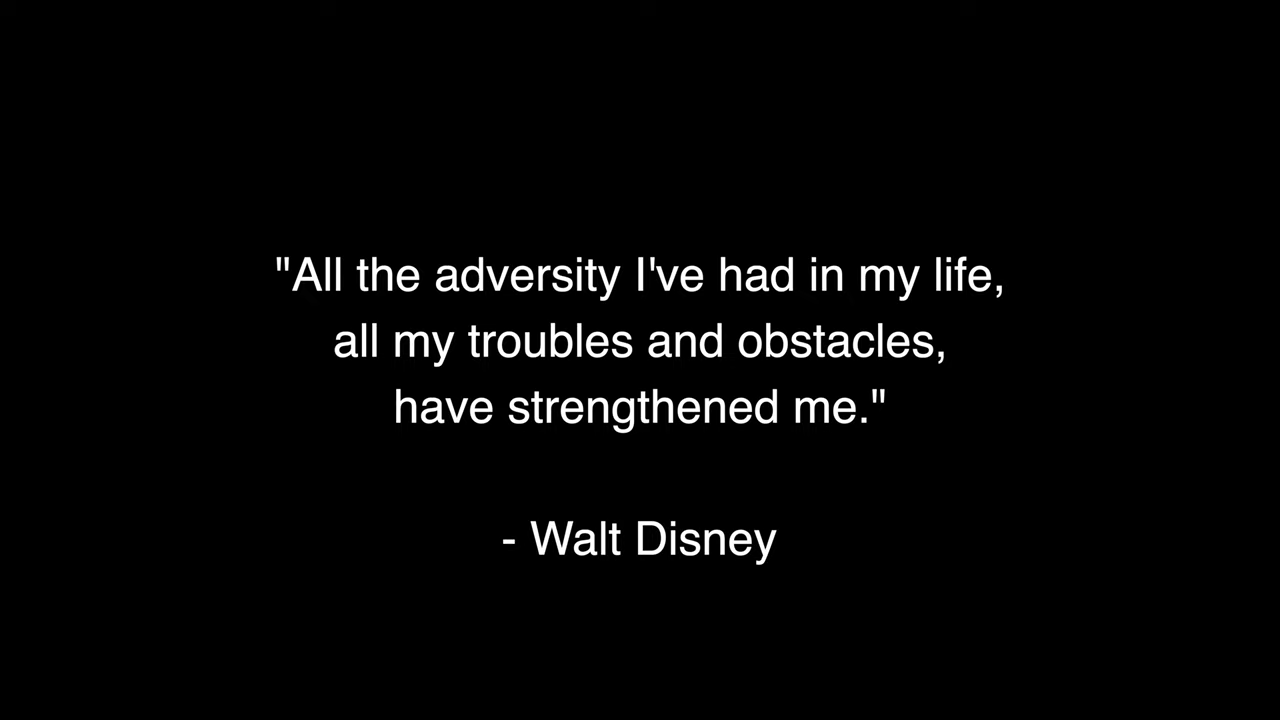 "All the adversity I've had in my life,
all my troubles and obstacles,
have strengthened me."
- Walt Disney